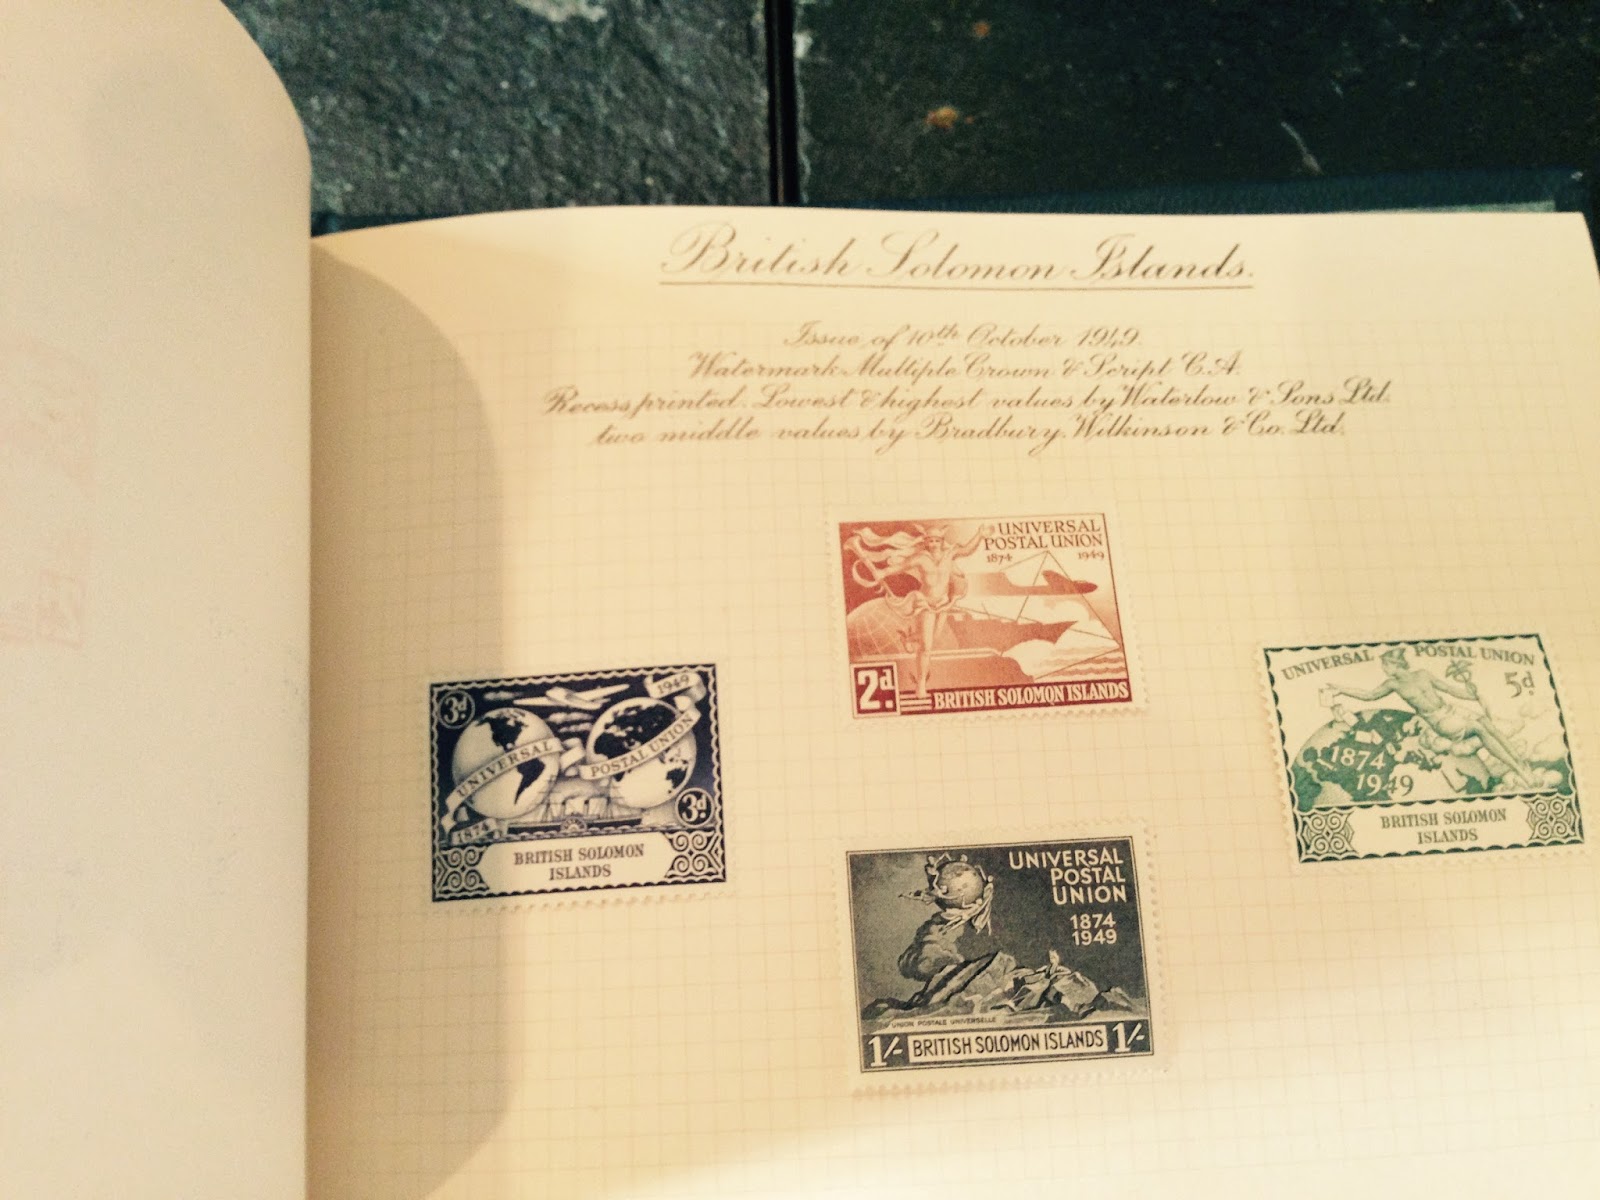 British Solomon Islands.
Issue of 10th October 1949.
Watermark Multiple Crown & Script C.A.
Recess printed. Lowest & highest values by Waterlow & Sons Ltd.
two middle values by Bradbury, Wilkinson & Co. Ltd.
UNIVERSAL
POSTAL UNION
1874 1949
2d.
BRITISH SOLOMON ISLANDS
3d
1949
UNIVERSAL
POSTAL UNION
1874
3d.
BRITISH SOLOMON
ISLANDS
UNIVERSAL POSTAL UNION
5d
1874
1949
BRITISH SOLOMON
ISLANDS
UNIVERSAL
POSTAL
UNION
1874
1949
UNION POSTALE UNIVERSELLE
1/- BRITISH SOLOMON ISLANDS 1/-